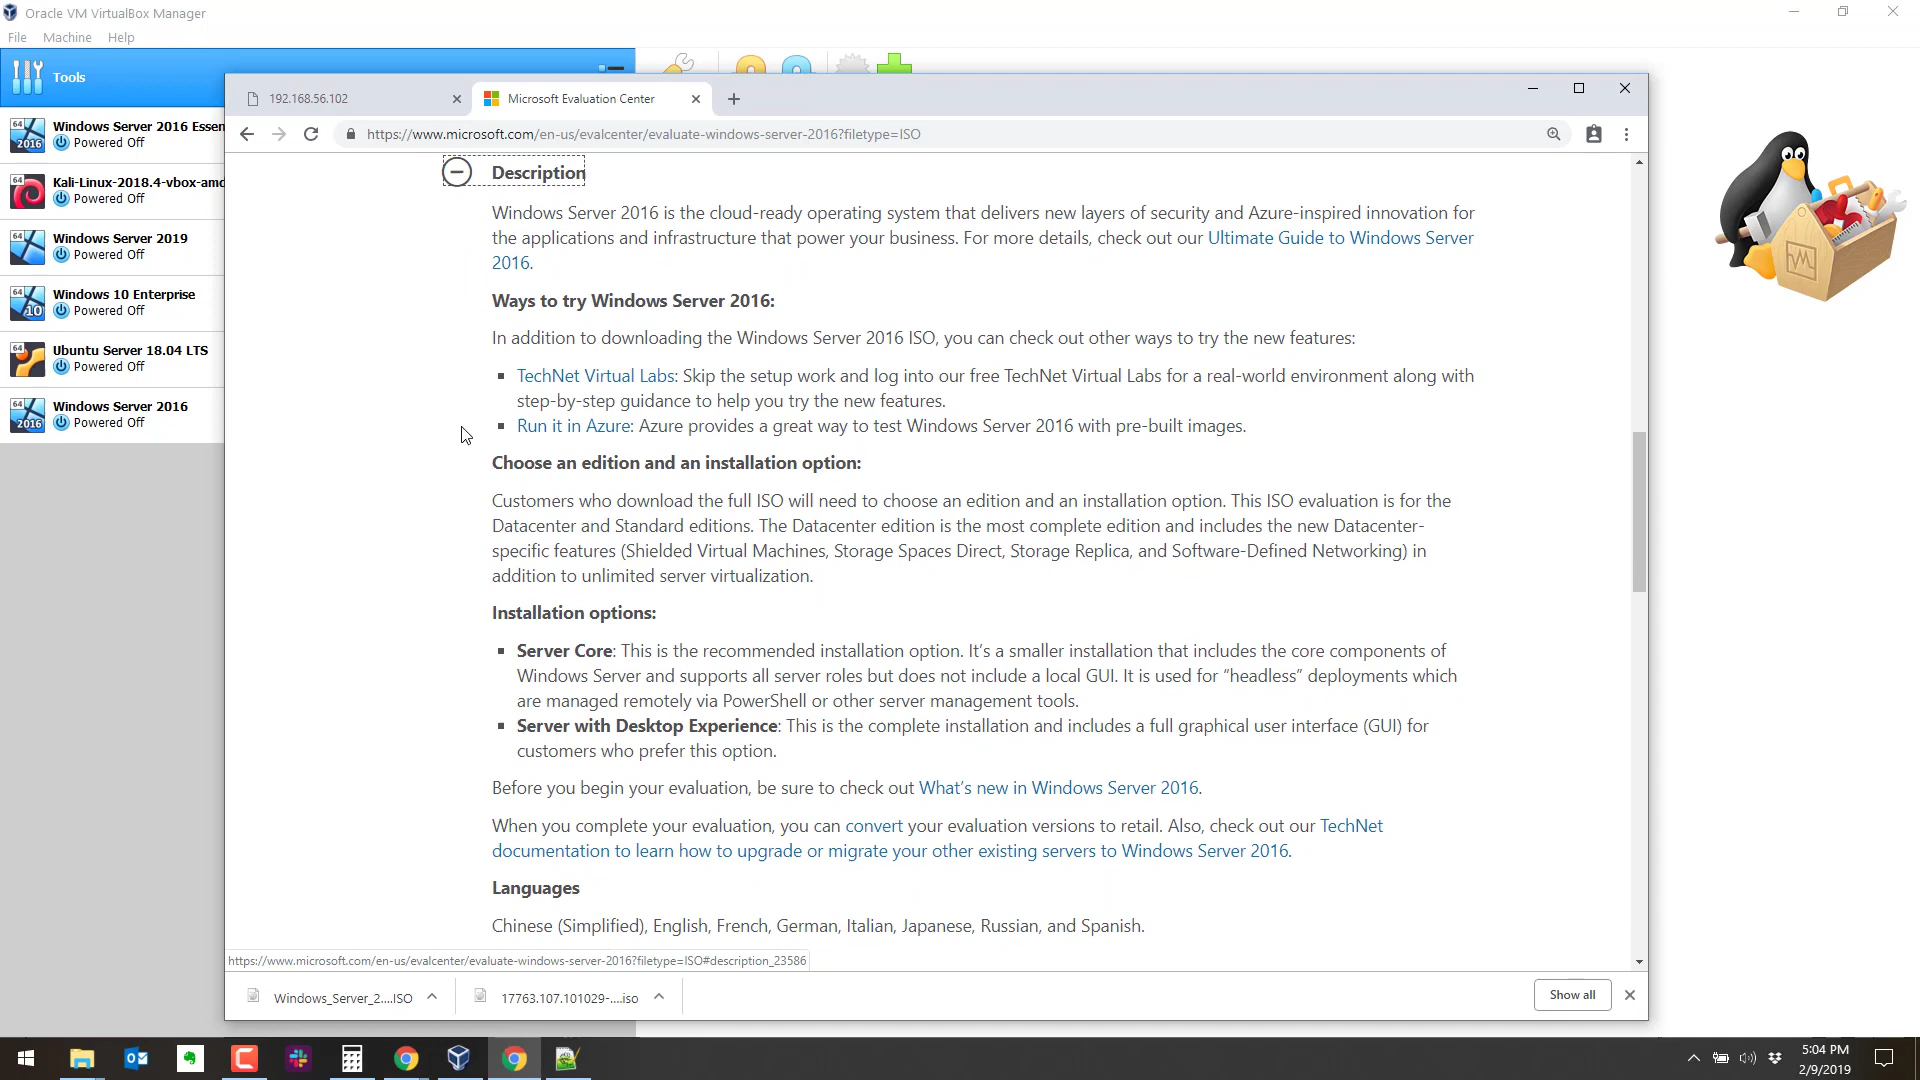 Oracle VM VirtualBox Manager
File Machine Help
Tools
Windows Server 2016 Essen
Powered Off
Kali-Linux-2018.4-vbox-amd
Powered Off
Windows Server 2019
Powered Off
Windows 10 Enterprise
Powered Off
Ubuntu Server 18.04 LTS
Powered Off
Windows Server 2016
Powered Off
192.168.56.102
Microsoft Evaluation Center
https://www.microsoft.com/en-us/evalcenter/evaluate-windows-server-2016?filetype=ISO
Description
Windows Server 2016 is the cloud-ready operating system that delivers new layers of security and Azure-inspired innovation for
the applications and infrastructure that power your business. For more details, check out our Ultimate Guide to Windows Server
2016.
Ways to try Windows Server 2016:
In addition to downloading the Windows Server 2016 ISO, you can check out other ways to try the new features:
▪ TechNet Virtual Labs: Skip the setup work and log into our free TechNet Virtual Labs for a real-world environment along with
step-by-step guidance to help you try the new features.
▪ Run it in Azure: Azure provides a great way to test Windows Server 2016 with pre-built images.
Choose an edition and an installation option:
Customers who download the full ISO will need to choose an edition and an installation option. This ISO evaluation is for the
Datacenter and Standard editions. The Datacenter edition is the most complete edition and includes the new Datacenter-
specific features (Shielded Virtual Machines, Storage Spaces Direct, Storage Replica, and Software-Defined Networking) in
addition to unlimited server virtualization.
Installation options:
▪ Server Core: This is the recommended installation option. It’s a smaller installation that includes the core components of
Windows Server and supports all server roles but does not include a local GUI. It is used for “headless” deployments which
are managed remotely via PowerShell or other server management tools.
▪ Server with Desktop Experience: This is the complete installation and includes a full graphical user interface (GUI) for
customers who prefer this option.
Before you begin your evaluation, be sure to check out What’s new in Windows Server 2016.
When you complete your evaluation, you can convert your evaluation versions to retail. Also, check out our TechNet
documentation to learn how to upgrade or migrate your other existing servers to Windows Server 2016.
Languages
Chinese (Simplified), English, French, German, Italian, Japanese, Russian, and Spanish.
https://www.microsoft.com/en-us/evalcenter/evaluate-windows-server-2016?filetype=ISO#description_23586
Windows_Server_2....ISO
17763.107.101029-....iso
Show all
5:04 PM
2/9/2019